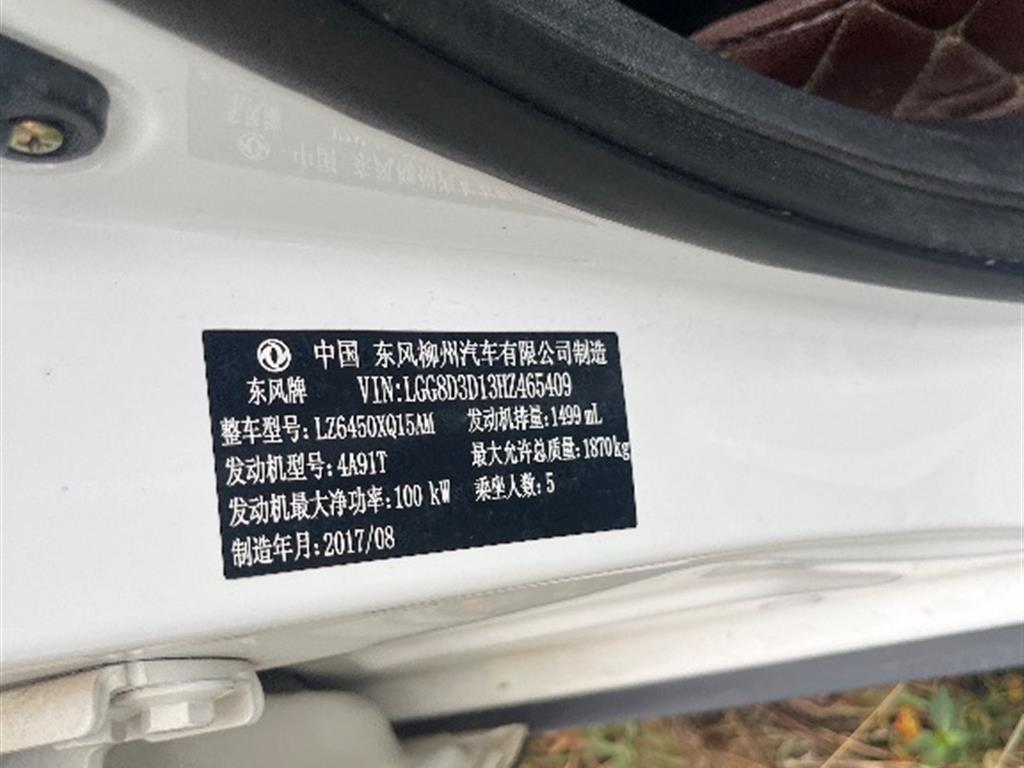 中国 东风柳州汽车有限公司制造
东风牌 VIN:LGG8D3D13HZ465409
整车型号:LZ6450XQ15AM 发动机排量:1499 mL
发动机型号:4A91T 最大允许总质量:1870kg
发动机最大净功率:100 kW 乘坐人数:5
制造年月:2017/08